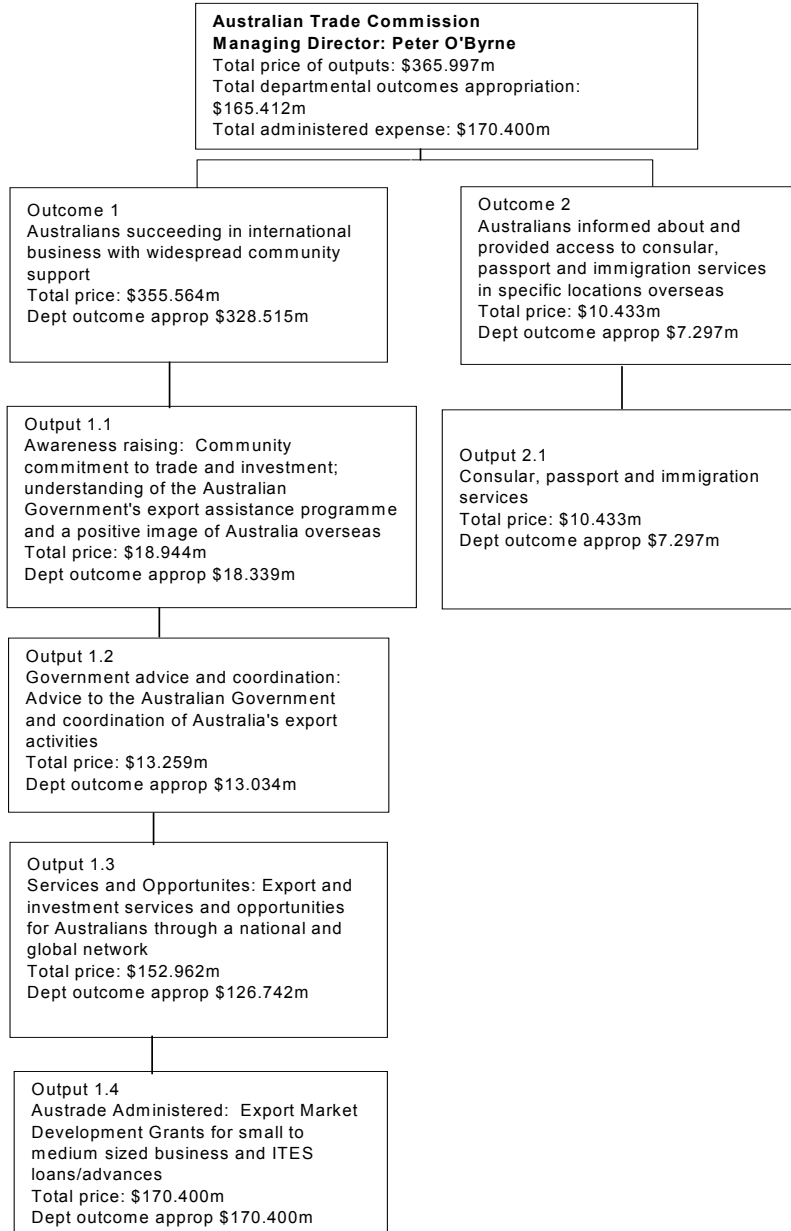 Australian Trade Commission
Managing Director: Peter O'Byrne
Total price of outputs: $365.997m
Total departmental outcomes appropriation:
$165.412m
Total administered expense: $170.400m
Outcome 1
Australians succeeding in international
business with widespread community
support
Total price: $355.564m
Dept outcome approp $328.515m
Outcome 2
Australians informed about and
provided access to consular,
passport and immigration services
in specific locations overseas
Total price: $10.433m
Dept outcome approp $7.297m
Output 1.1
Awareness raising: Community
commitment to trade and investment;
understanding of the Australian
Government's export assistance programme
and a positive image of Australia overseas
Total price: $18.944m
Dept outcome approp $18.339m
Output 2.1
Consular, passport and immigration
services
Total price: $10.433m
Dept outcome approp $7.297m
Output 1.2
Government advice and coordination:
Advice to the Australian Government
and coordination of Australia's export
activities
Total price: $13.259m
Dept outcome approp $13.034m
Output 1.3
Services and Opportunites: Export and
investment services and opportunities
for Australians through a national and
global network
Total price: $152.962m
Dept outcome approp $126.742m
Output 1.4
Austrade Administered: Export Market
Development Grants for small to
medium sized business and ITES
loans/advances
Total price: $170.400m
Dept outcome approp $170.400m